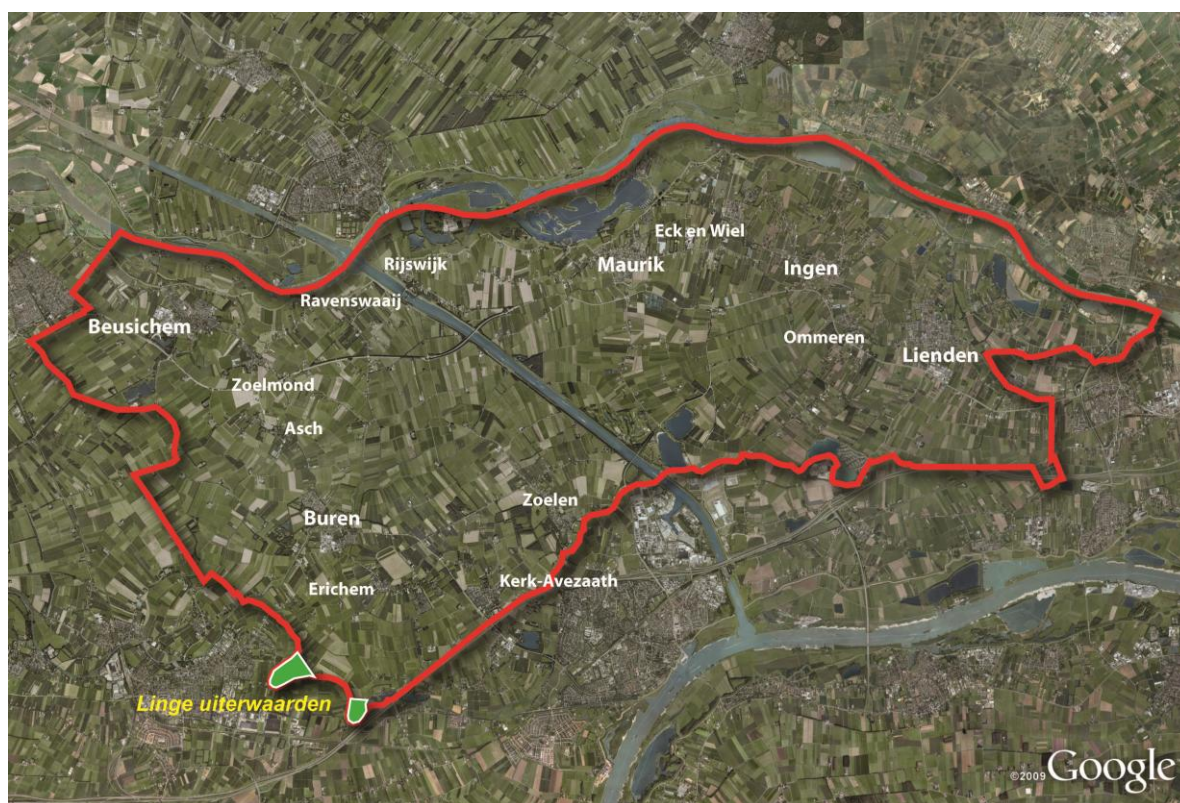 Eck en Wiel
Rijswijk
Maurik
Ingen
Ravenswaaij
Beusichem
Ommeren
Lienden
Zoelmond
Asch
Zoelen
Buren
Kerk-Avezaath
Erichem
Linge uiterwaarden
©2009 Google